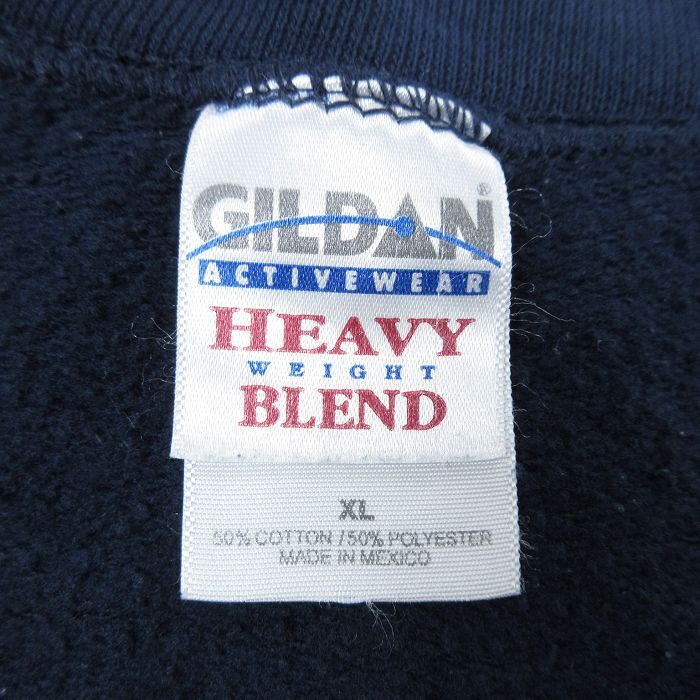 GILDAN®
ACTIVEWEAR
HEAVY
WEIGHT
BLEND
XL
50% COTTON / 50% POLYESTER
MADE IN MEXICO